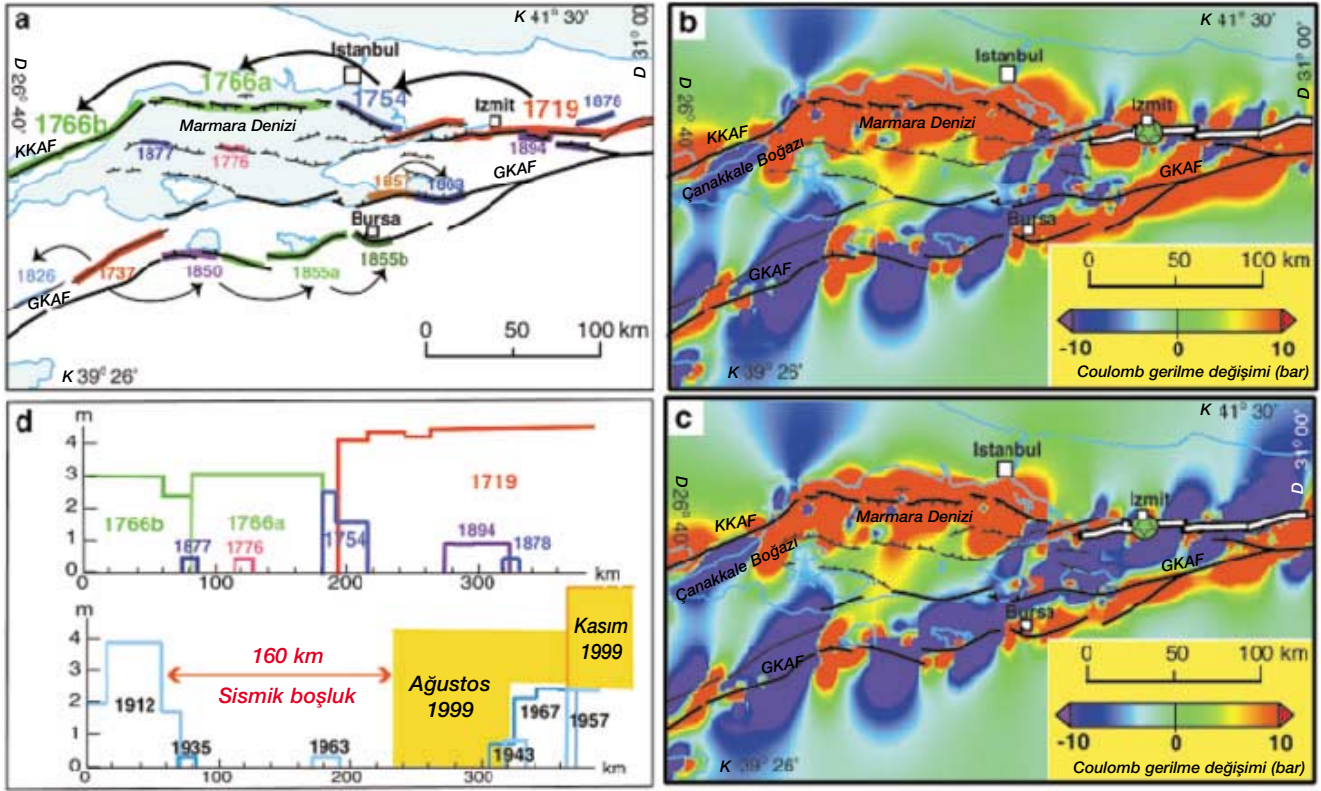 a
K 41° 30'
D 31° 00'
D 26° 40'
Istanbul
1766a
1754
Izmit
1719
1876
1766b
Marmara Denizi
KKAF
1877
1776
1894
GKAF
Bursa
1826
1737
1850
1855a
1855b
GKAF
0 50 100 km
K 39° 26'
b
K 41° 30'
D 31° 00'
D 26° 40'
Istanbul
Izmit
Marmara Denizi
KKAF
Çanakkale Boğazı
GKAF
Bursa
GKAF
0 50 100 km
-10 0 10
Coulomb gerilme değişimi (bar)
K 39° 26'
d
m
4
3
2
1
0
1766b
1766a
1719
1877
1776
1754
1894
1878
0 100 200 300 km
m
4
3
2
1
0
160 km
Sismik boşluk
Ağustos
1999
Kasım
1999
1912
1935
1963
1967
1943
1957
0 100 200 300 km
c
K 41° 30'
D 31° 00'
D 26° 40'
Istanbul
Izmit
KKAF
Marmara Denizi
Çanakkale Boğazı
GKAF
Bursa
GKAF
0 50 100 km
-10 0 10
Coulomb gerilme değişimi (bar)
K 39° 26'